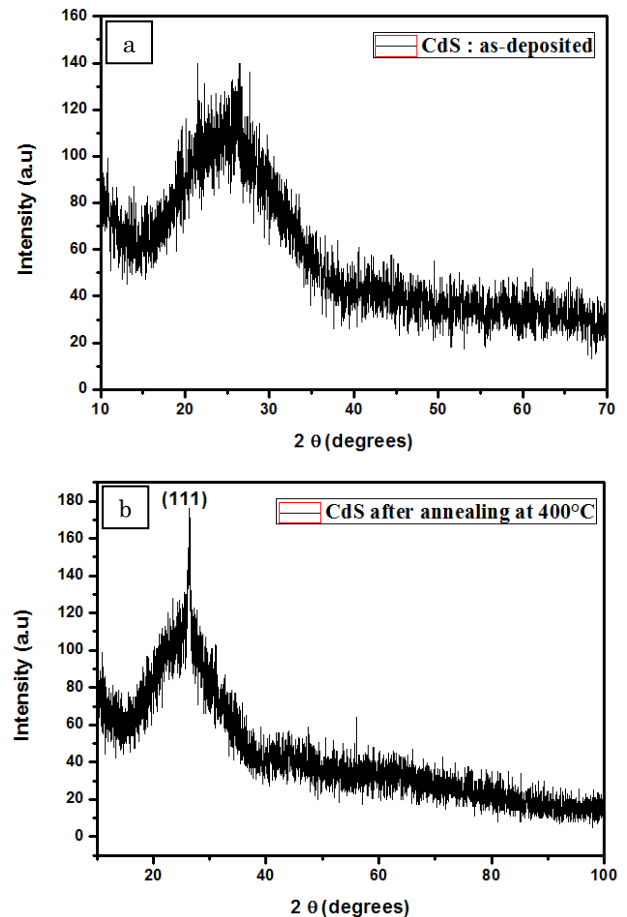 a
CdS : as-deposited
160
140
120
100
80
60
40
20
0
Intensity (a.u)
10 20 30 40 50 60 70
2 θ (degrees)
b
(111)
CdS after annealing at 400°C
180
160
140
120
100
80
60
40
20
0
Intensity (a.u)
20 40 60 80 100
2 θ (degrees)